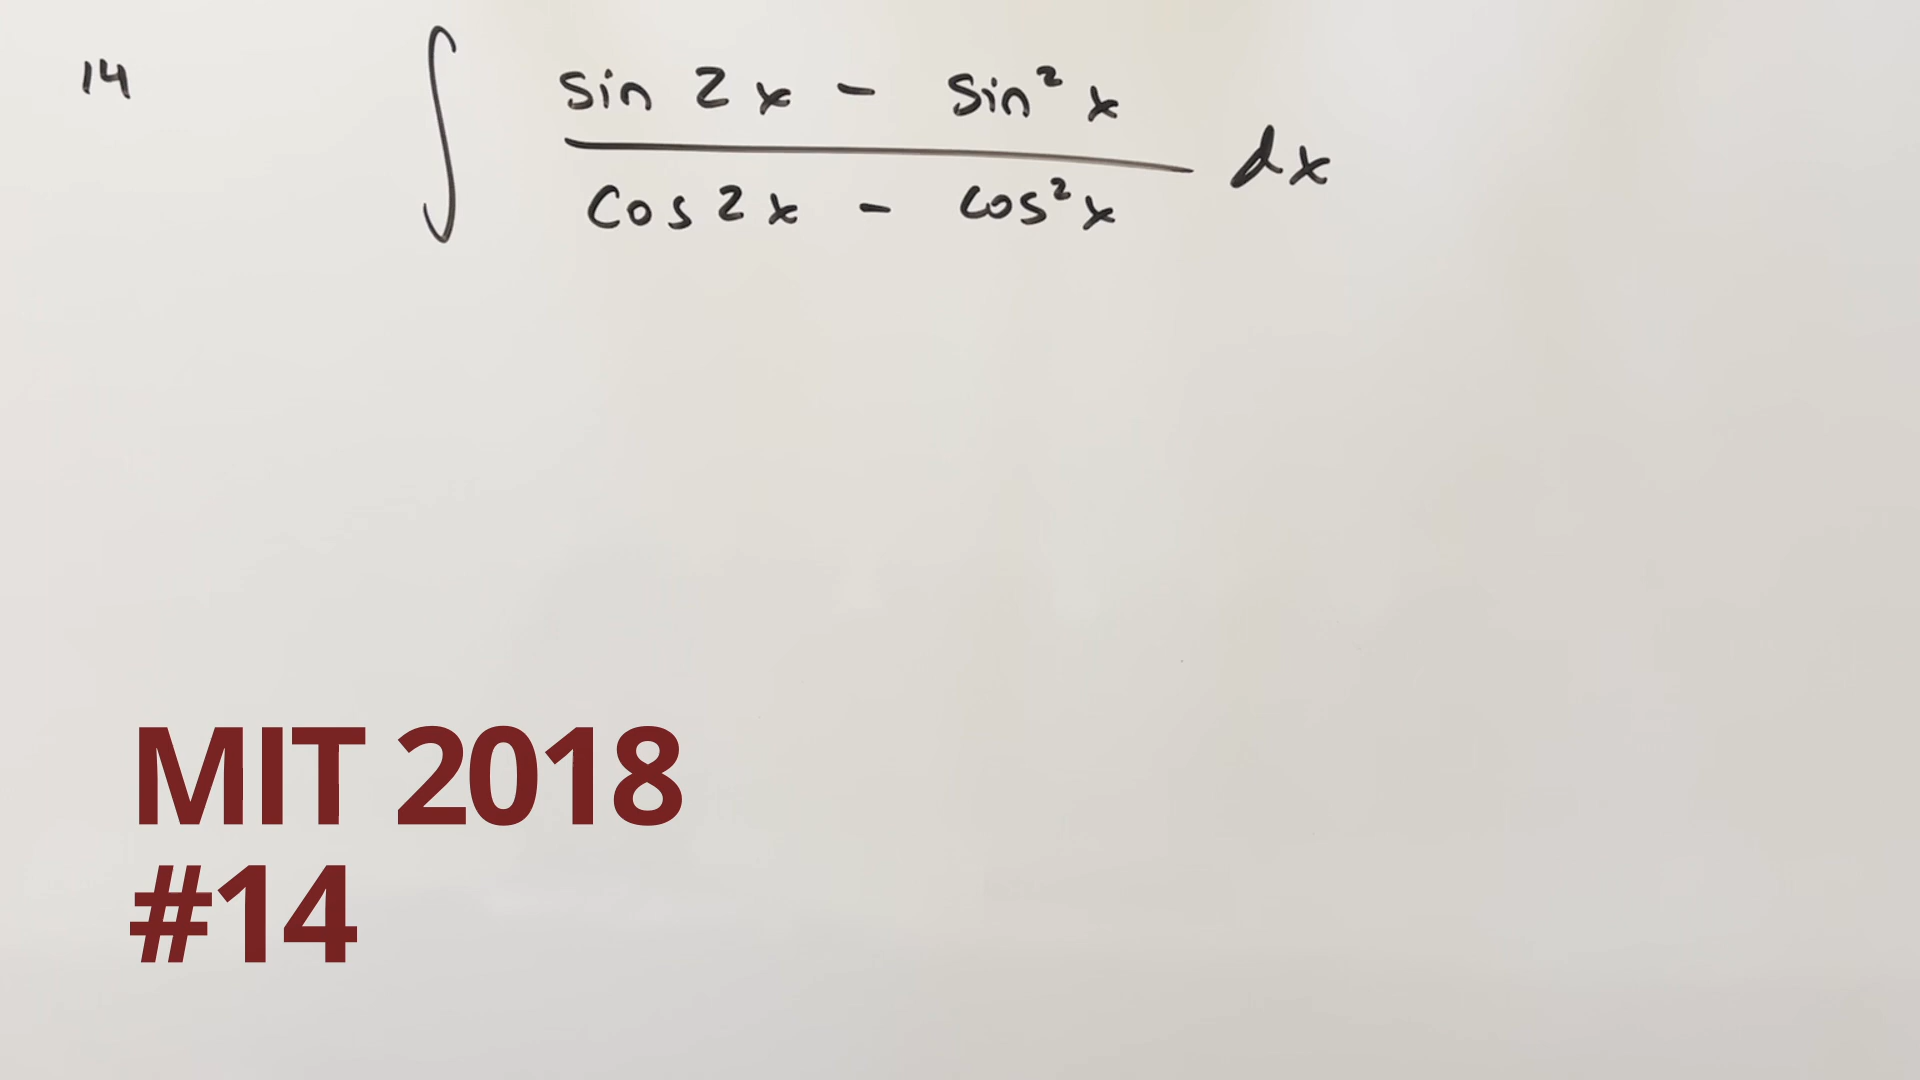 14 ∫ (sin 2x - sin² x) / (cos 2x - cos² x) dx
MIT 2018
#14